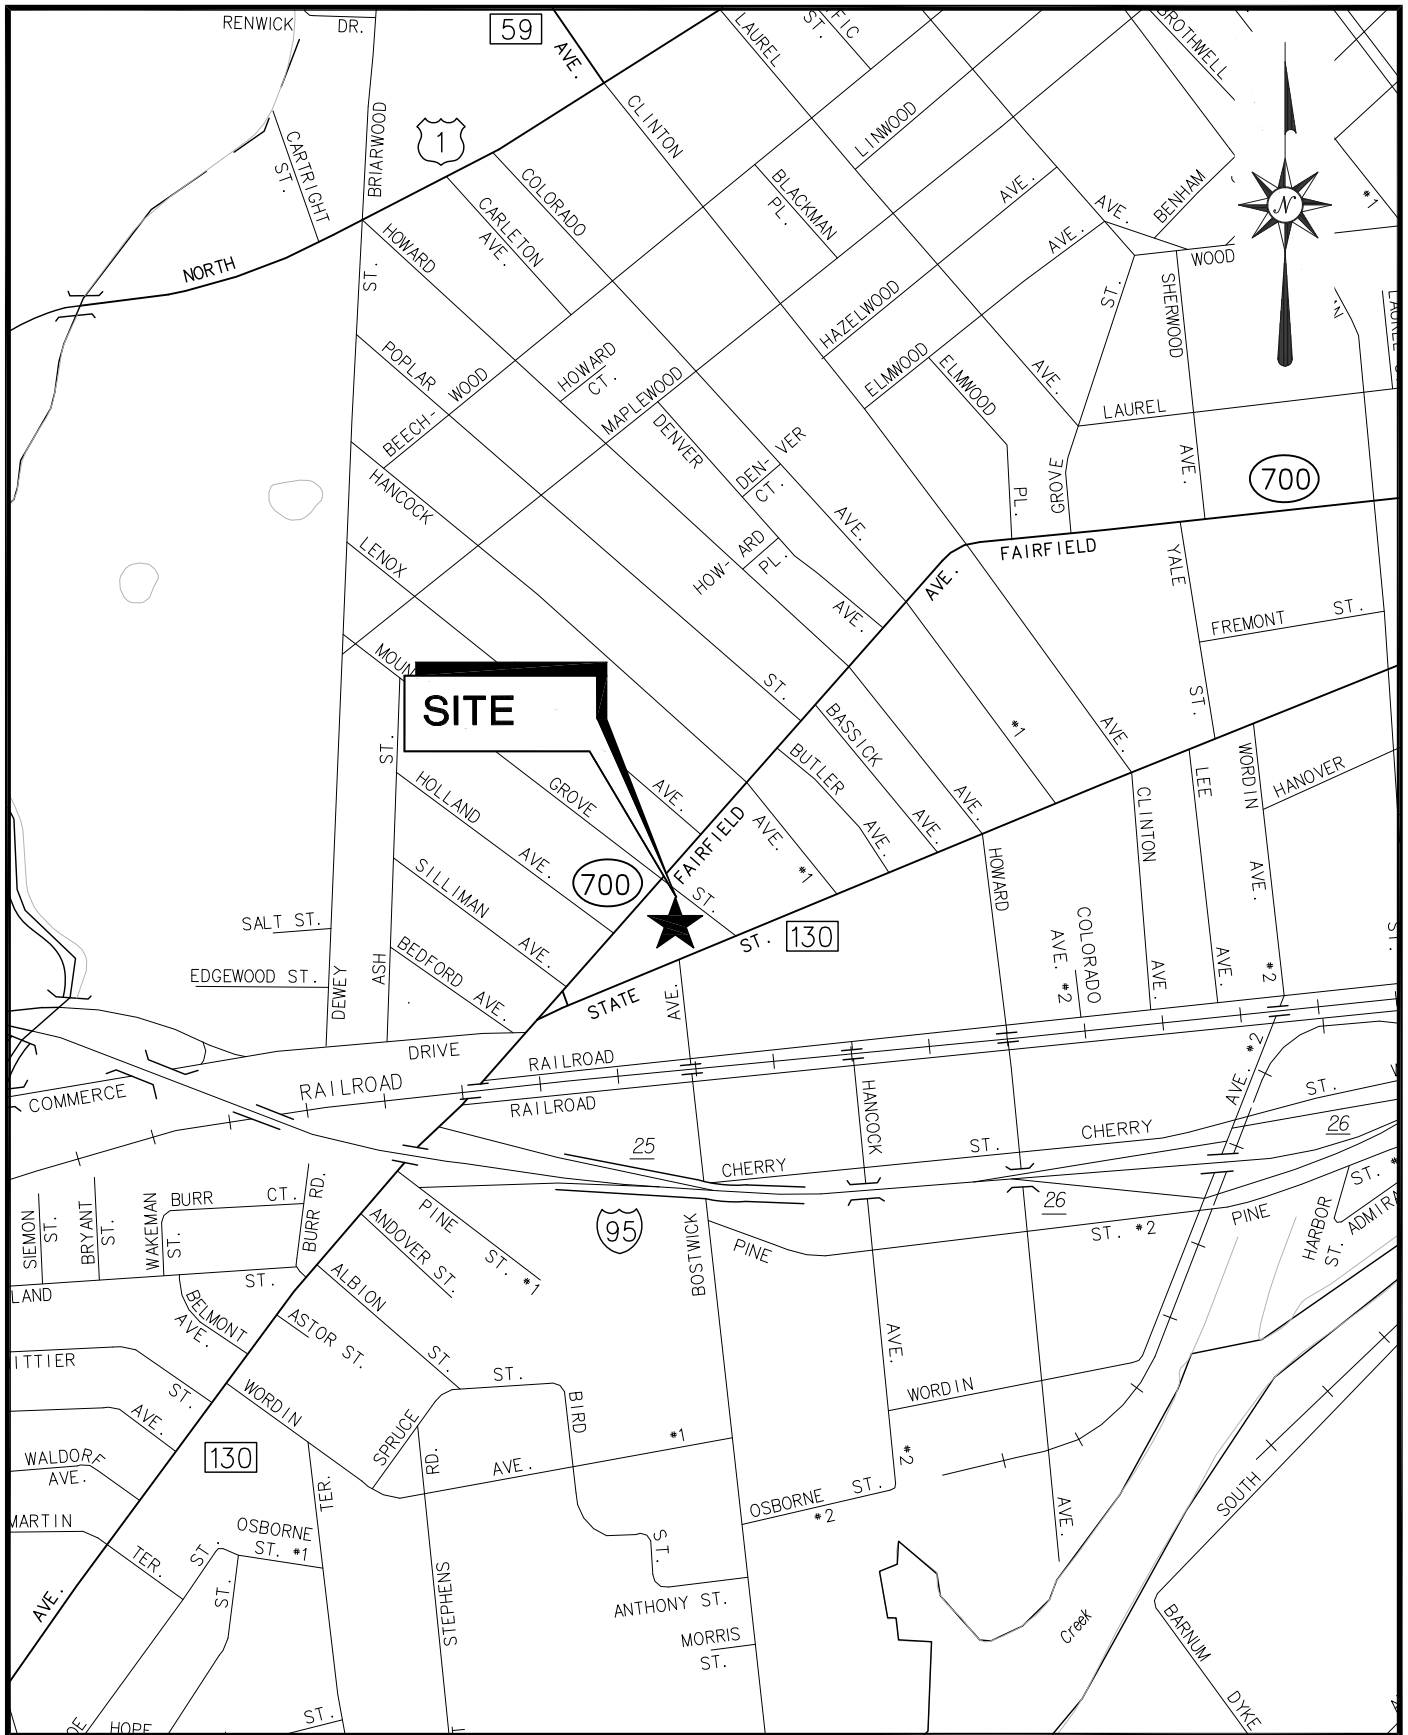 RENWICK
DR.
59
AVE.
LAUREL
ST.
BROTHWELL
BRIARWOOD
ST.
CARTRIGHT
ST.
1
CLINTON
LINWOOD
COLORADO
CARLETON
AVE.
BLACKMAN
PL.
AVE.
AVE.
AVE.
BENHAM
#1
N
WOOD
NORTH
HOWARD
ST.
SHERWOOD
HAZELWOOD
POPLAR
WOOD
BEECH-
HOWARD
CT.
MAPLEWOOD
ELMWOOD
ELMWOOD
AVE.
LAUREL
DENVER
DEN-
VER
CT.
AVE.
700
HANCOCK
PL.
GROVE
AVE.
LENOX
HOW-
ARD
PL.
AVE.
FAIRFIELD
AVE.
YALE
FREMONT
ST.
AVE.
SITE
ST.
ST.
BASSICK
#1
AVE.
ST.
BUTLER
WORDIN
LEE
HANOVER
HOLLAND
GROVE
AVE.
AVE.
CLINTON
FAIRFIELD
AVE.
AVE.
AVE.
AVE.
#1
HOWARD
SILLIMAN
700
ST.
AVE.
SALT ST.
AVE.
ST.
130
COLORADO
AVE. #2
BEDFORD
AVE.
EDGEWOOD ST.
DEWEY
ASH
STATE
AVE.
AVE.
AVE.
#2
DRIVE
RAILROAD
COMMERCE
RAILROAD
RAILROAD
HANCOCK
AVE. #2
ST.
25
CHERRY
ST.
CHERRY
26
26
SIEMON
ST.
BRYANT
ST.
WAKEMAN
ST.
BURR
CT.
BURR RD.
PINE
ST. #1
ANDOVER ST.
95
BOSTWICK
PINE
ST. #2
PINE
HARBOR
ST.
ST. #
LAND
ST.
ALBION
ST.
BELMONT
AVE.
ASTOR ST.
AVE.
ITTIER
ST.
AVE.
WORDIN
SPRUCE
ST.
BIRD
WORDIN
#1
#2
WALDORF
AVE.
130
TER.
RD.
AVE.
OSBORNE
ST.
#2
AVE.
SOUTH
MARTIN
TER.
ST.
OSBORNE
ST. #1
ST.
ST.
AVE.
STEPHENS
ANTHONY ST.
MORRIS
ST.
Creek
BARNUM
DYKE
ST.
HOPE